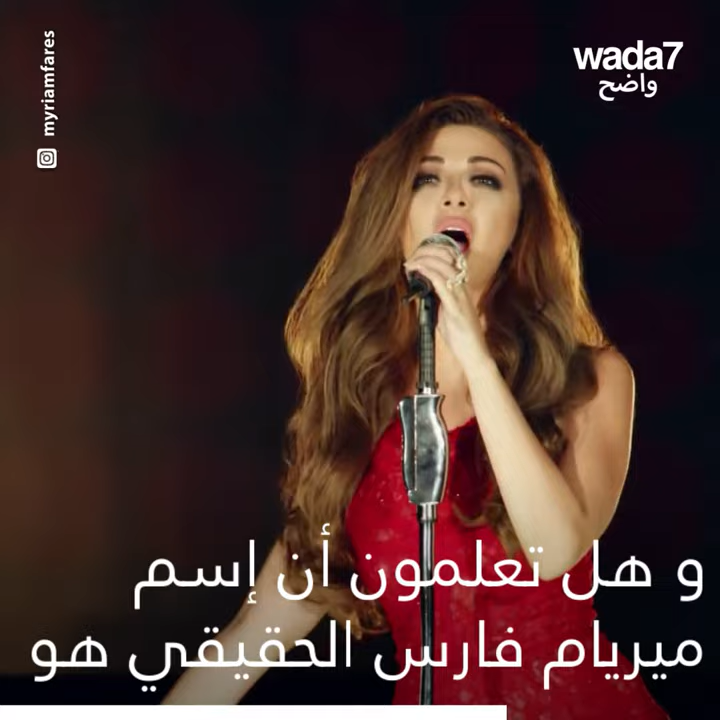 myriamfares
wada7
واضح
و هل تعلمون أن إسم
ميريام فارس الحقيقي هو